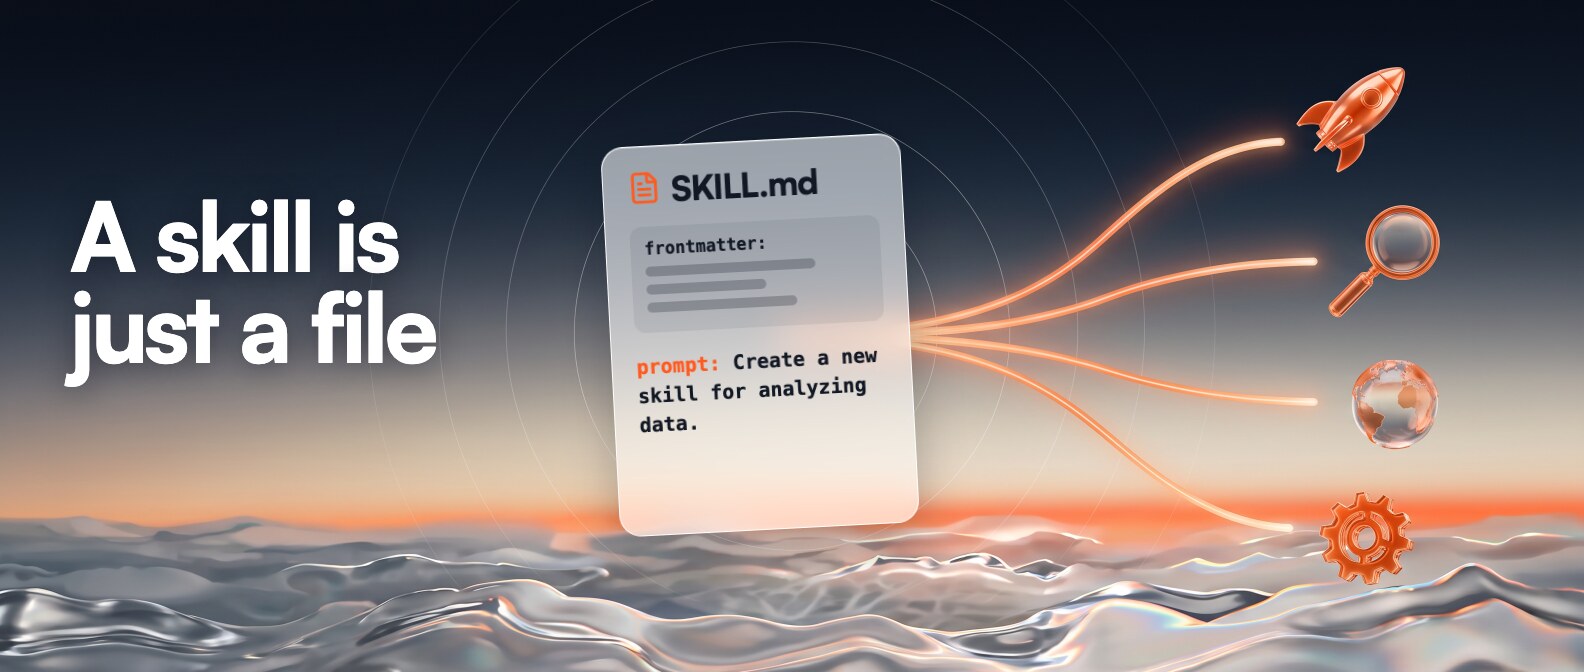 A skill is
just a file
SKILL.md
frontmatter:
prompt: Create a new
skill for analyzing
data.